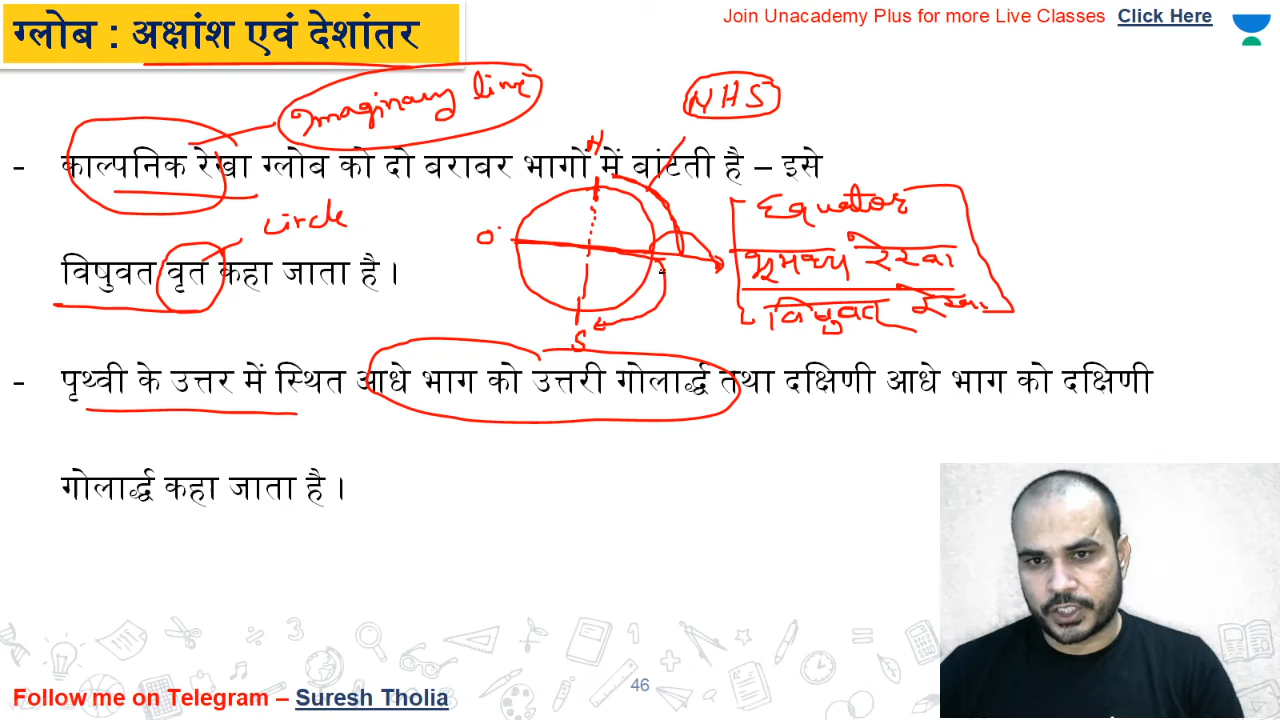 ग्लोब : अक्षांश एवं देशांतर
Join Unacademy Plus for more Live Classes Click Here
Imaginary line
NHS
N
- काल्पनिक रेखा ग्लोब को दो बराबर भागों में बांटती है – इसे
circle
0°
Equator
भूमध्य रेखा
विषुवत् रेखा
- विषुवत वृत कहा जाता है ।
S
- पृथ्वी के उत्तर में स्थित आधे भाग को उत्तरी गोलार्द्ध तथा दक्षिणी आधे भाग को दक्षिणी
गोलार्द्ध कहा जाता है ।
46
Follow me on Telegram – Suresh Tholia